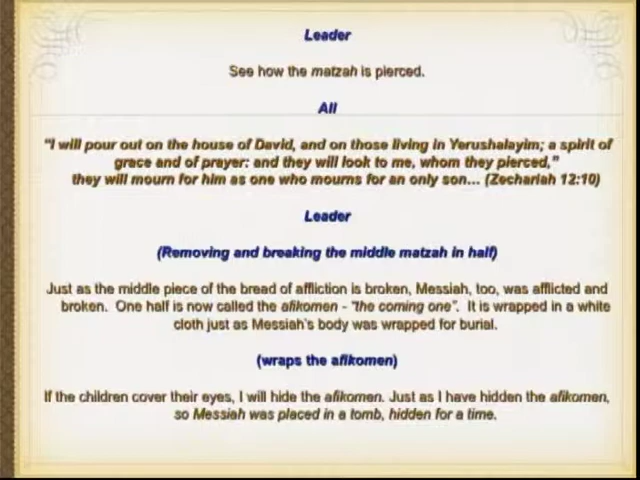 Leader
See how the matzah is pierced.
All
"I will pour out on the house of David, and on those living in Yerushalayim; a spirit of
grace and of prayer: and they will look to me, whom they pierced,"
they will mourn for him as one who mourns for an only son... (Zechariah 12:10)
Leader
(Removing and breaking the middle matzah in half)
Just as the middle piece of the bread of affliction is broken, Messiah, too, was afflicted and
broken. One half is now called the afikomen - "the coming one". It is wrapped in a white
cloth just as Messiah's body was wrapped for burial.
(wraps the afikomen)
If the children cover their eyes, I will hide the afikomen. Just as I have hidden the afikomen,
so Messiah was placed in a tomb, hidden for a time.